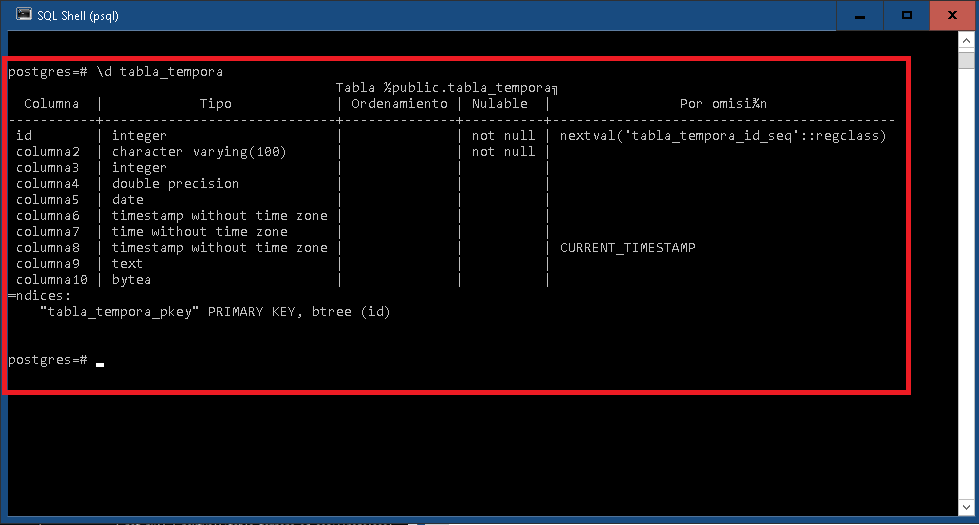 SQL Shell (psql)
postgres=# \d tabla_tempora
Tabla %public.tabla_tempora╗
Columna | Tipo | Ordenamiento | Nulable | Por omisi¾n
-----------+-----------------------------+--------------+----------+-------------------------------------------
id | integer | | not null | nextval('tabla_tempora_id_seq'::regclass)
columna2 | character varying(100) | | not null |
columna3 | integer | | |
columna4 | double precision | | |
columna5 | date | | |
columna6 | timestamp without time zone | | |
columna7 | time without time zone | | |
columna8 | timestamp without time zone | | | CURRENT_TIMESTAMP
columna9 | text | | |
columna10 | bytea | | |
═ndices:
"tabla_tempora_pkey" PRIMARY KEY, btree (id)
postgres=#